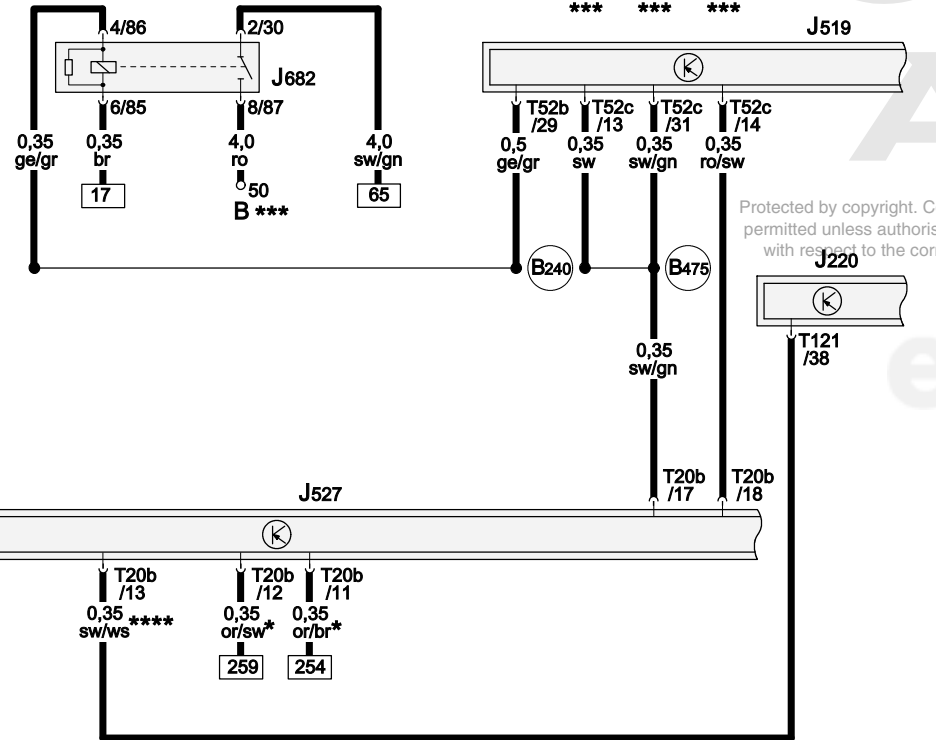 *** *** ***
J519
4/86
2/30
J682
6/85
8/87
T52b
/29
T52c
/13
T52c
/31
T52c
/14
0,35
ge/gr
0,35
br
4,0
ro
4,0
sw/gn
0,5
ge/gr
0,35
sw
0,35
sw/gn
0,35
ro/sw
17
50
B ***
65
Protected by copyright. C
permitted unless authoris
with respect to the corr
B240
B475
J220
T121
/38
0,35
sw/gn
T20b
/17
T20b
/18
J527
T20b
/13
T20b
/12
T20b
/11
0,35
sw/ws****
0,35
or/sw*
0,35
or/br*
259
254